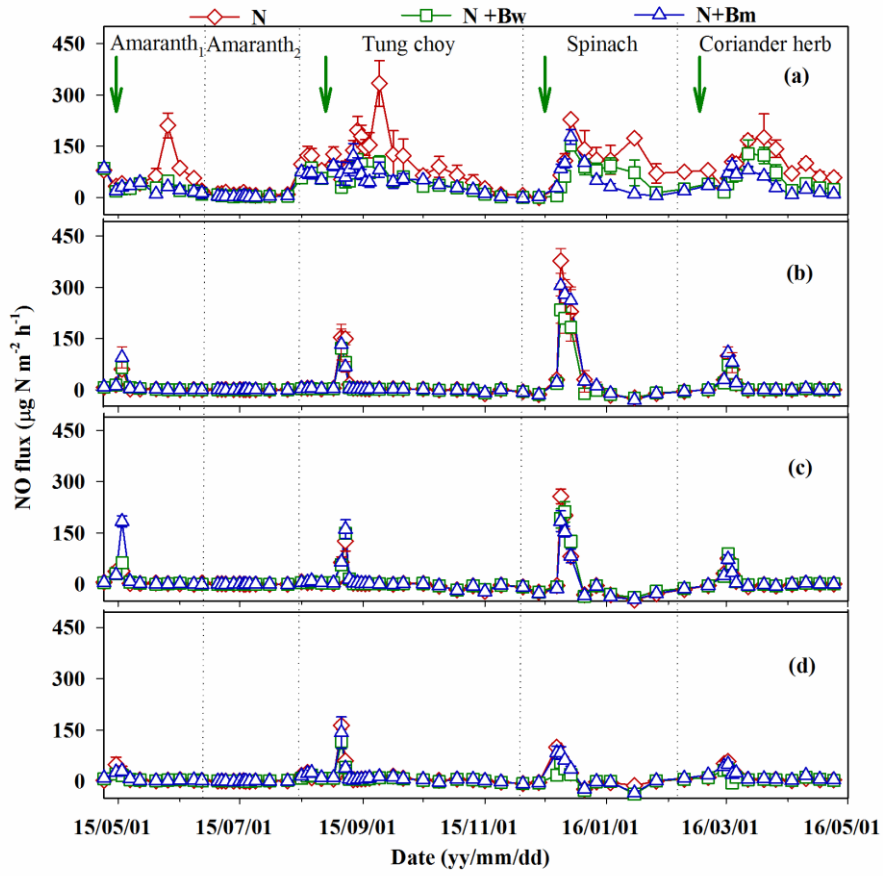 N N +Bw N+Bm
Amaranth1 Amaranth2 Tung choy Spinach Coriander herb
(a)
450
300
150
0
(b)
450
300
150
0
(c)
450
300
150
0
(d)
450
300
150
0
NO flux (µg N m-2 h-1)
15/05/01 15/07/01 15/09/01 15/11/01 16/01/01 16/03/01 16/05/01
Date (yy/mm/dd)